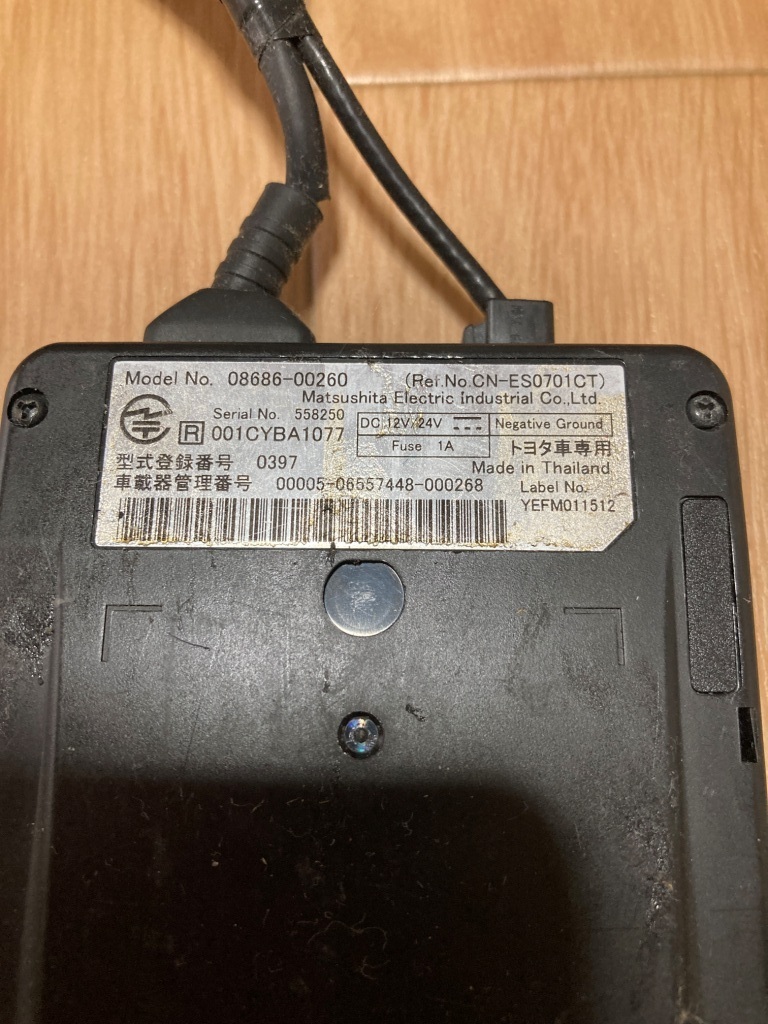 Model No. 08686-00260 (Ref.No.CN-ES0701CT)
Matsushita Electric Industrial Co.,Ltd.
Serial No. 558250
R 001CYBA1077
DC 12V/24V Negative Ground
Fuse 1A
トヨタ車専用
型式登録番号 0397
Made in Thailand
車載器管理番号 00005-06557448-000268
Label No.
YEFM011512